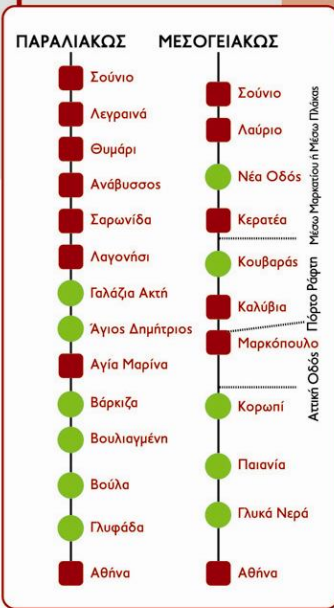 ΠΑΡΑΛΙΑΚΩΣ
Σούνιο
Λεγραινά
Θυμάρι
Ανάβυσσος
Σαρωνίδα
Λαγονήσι
Γαλάζια Ακτή
Άγιος Δημήτριος
Αγία Μαρίνα
Βάρκιζα
Βουλιαγμένη
Βούλα
Γλυφάδα
Αθήνα
ΜΕΣΟΓΕΙΑΚΩΣ
Σούνιο
Λαύριο
Νέα Οδός
Κερατέα
Κουβαράς
Καλύβια
Μαρκόπουλο
Κορωπί
Παιανία
Γλυκά Νερά
Αθήνα
Μέσω Μαρκατίου ή Μέσω Πλάκας
Πόρτο Ράφτη
Αττική Οδός